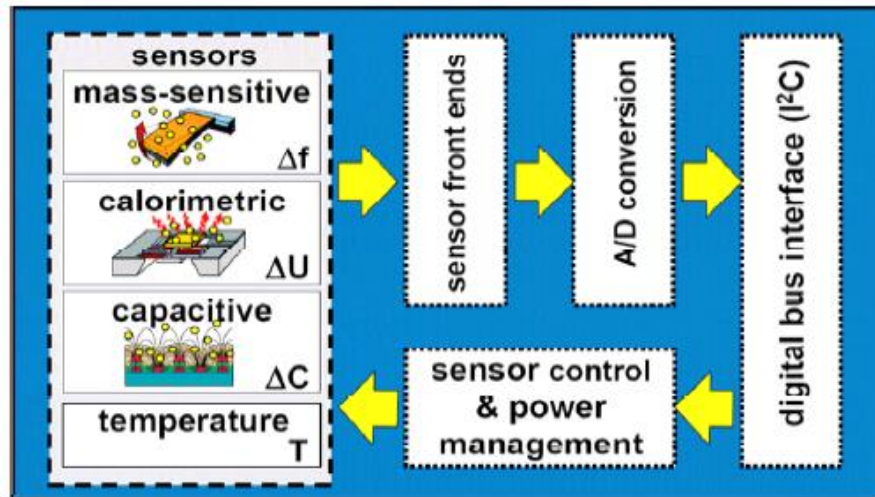 sensors
mass-sensitive
Δf
calorimetric
ΔU
capacitive
ΔC
temperature
T
sensor front ends
A/D conversion
digital bus interface (I²C)
sensor control
& power
management